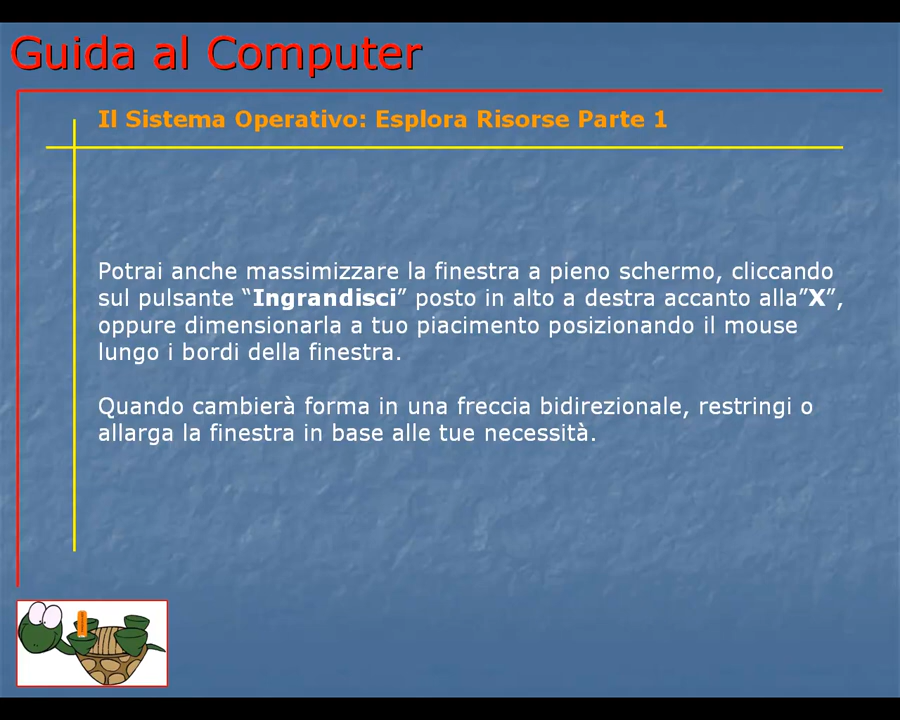 Guida al Computer
Il Sistema Operativo: Esplora Risorse Parte 1
Potrai anche massimizzare la finestra a pieno schermo, cliccando
sul pulsante “Ingrandisci” posto in alto a destra accanto alla”X”,
oppure dimensionarla a tuo piacimento posizionando il mouse
lungo i bordi della finestra.
Quando cambierà forma in una freccia bidirezionale, restringi o
allarga la finestra in base alle tue necessità.